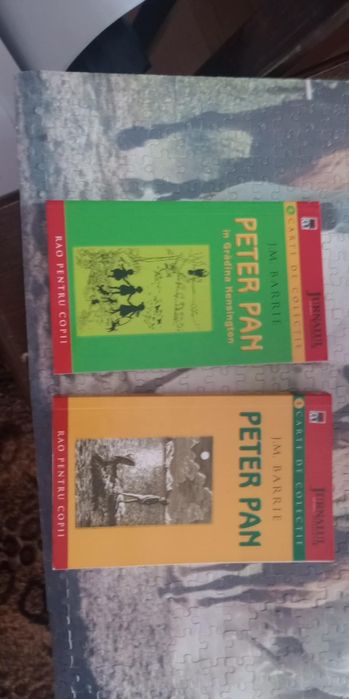 JURNALUL
CARTE DE COLECȚIE
J.M. BARRIE
PETER PAN
în Grădina Kensington
RAO PENTRU COPII
JURNALUL
CARTE DE COLECȚIE
J.M. BARRIE
PETER PAN
RAO PENTRU COPII